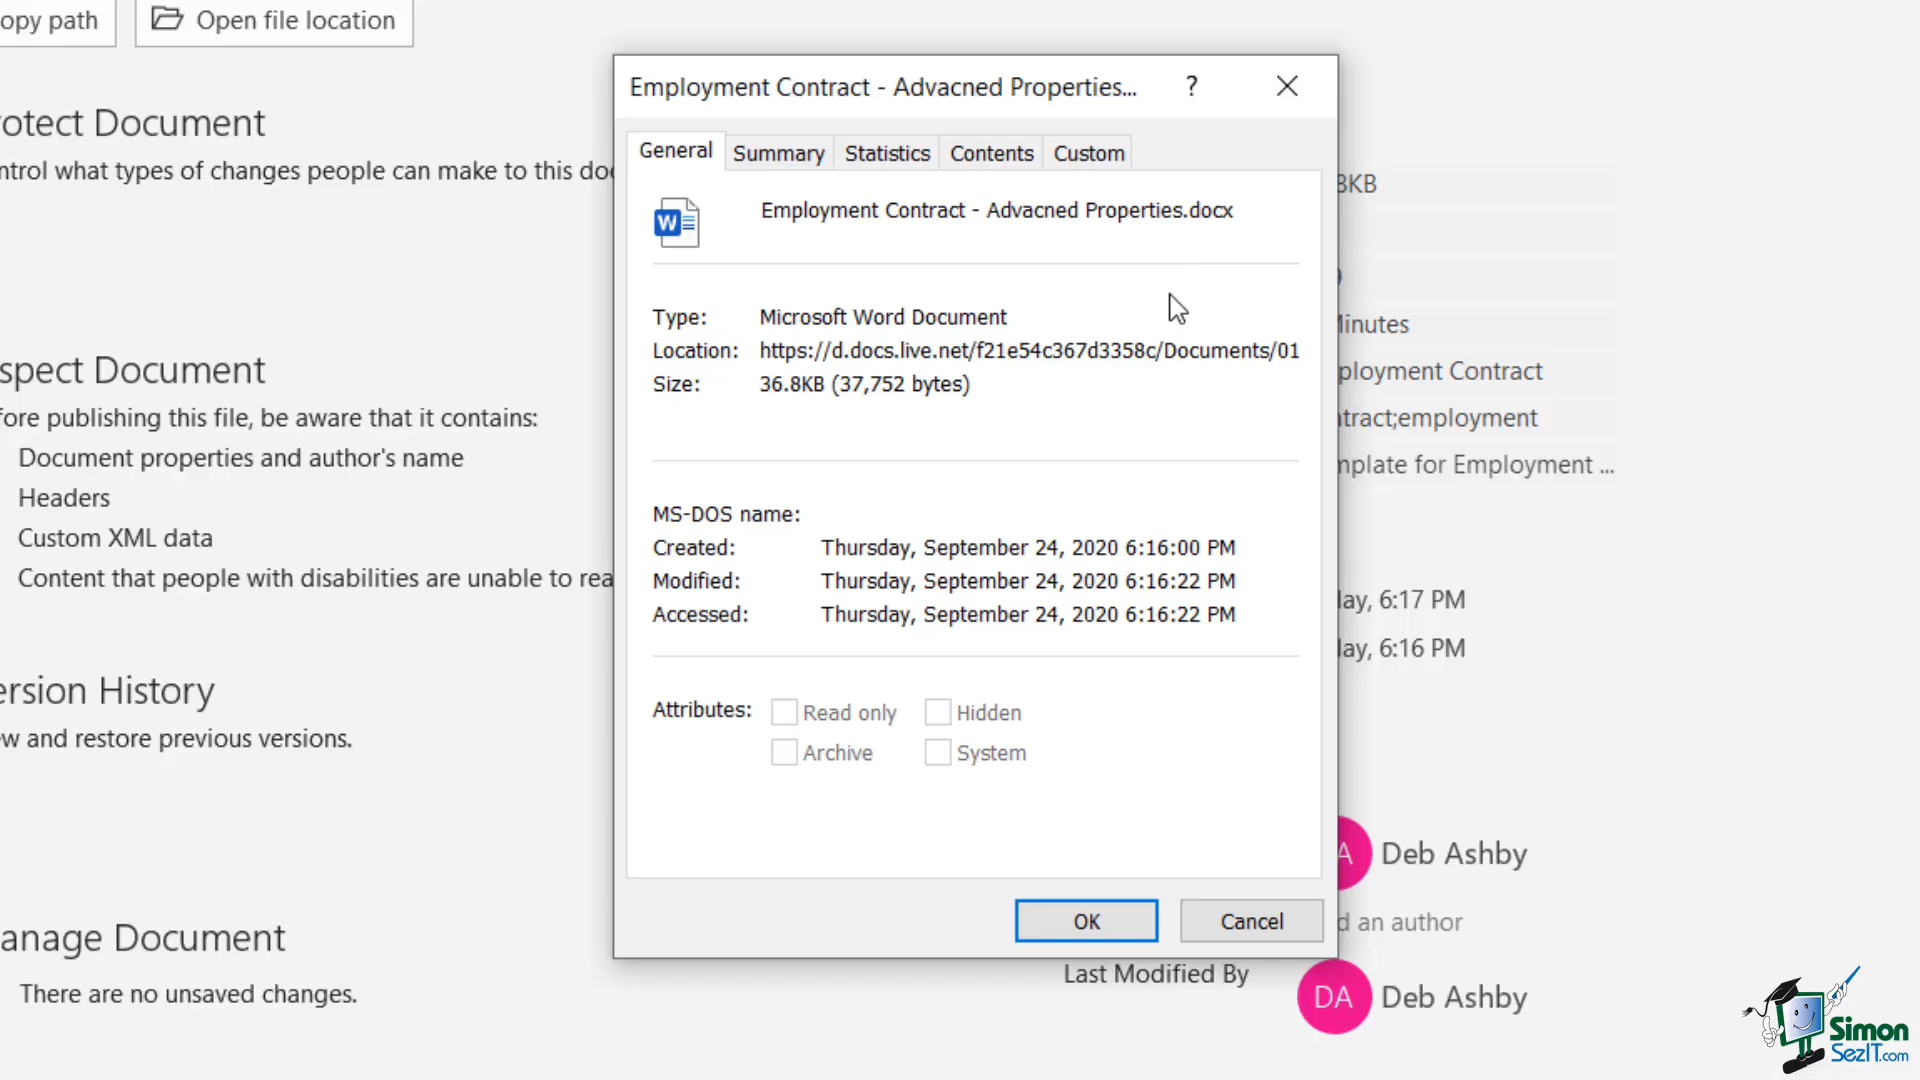 opy path
Open file location
otect Document
ntrol what types of changes people can make to this doc
spect Document
fore publishing this file, be aware that it contains:
Document properties and author's name
Headers
Custom XML data
Content that people with disabilities are unable to rea
ersion History
ew and restore previous versions.
anage Document
There are no unsaved changes.
Employment Contract - Advacned Properties...
?
General
Summary
Statistics
Contents
Custom
W
Employment Contract - Advacned Properties.docx
Type: Microsoft Word Document
Location: https://d.docs.live.net/f21e54c367d3358c/Documents/01
Size: 36.8KB (37,752 bytes)
MS-DOS name:
Created: Thursday, September 24, 2020 6:16:00 PM
Modified: Thursday, September 24, 2020 6:16:22 PM
Accessed: Thursday, September 24, 2020 6:16:22 PM
Attributes: Read only Hidden
Archive System
OK
Cancel
8KB
Minutes
ployment Contract
ntract;employment
mplate for Employment ...
day, 6:17 PM
day, 6:16 PM
A Deb Ashby
d an author
Last Modified By
DA Deb Ashby
Simon
SezIT.com